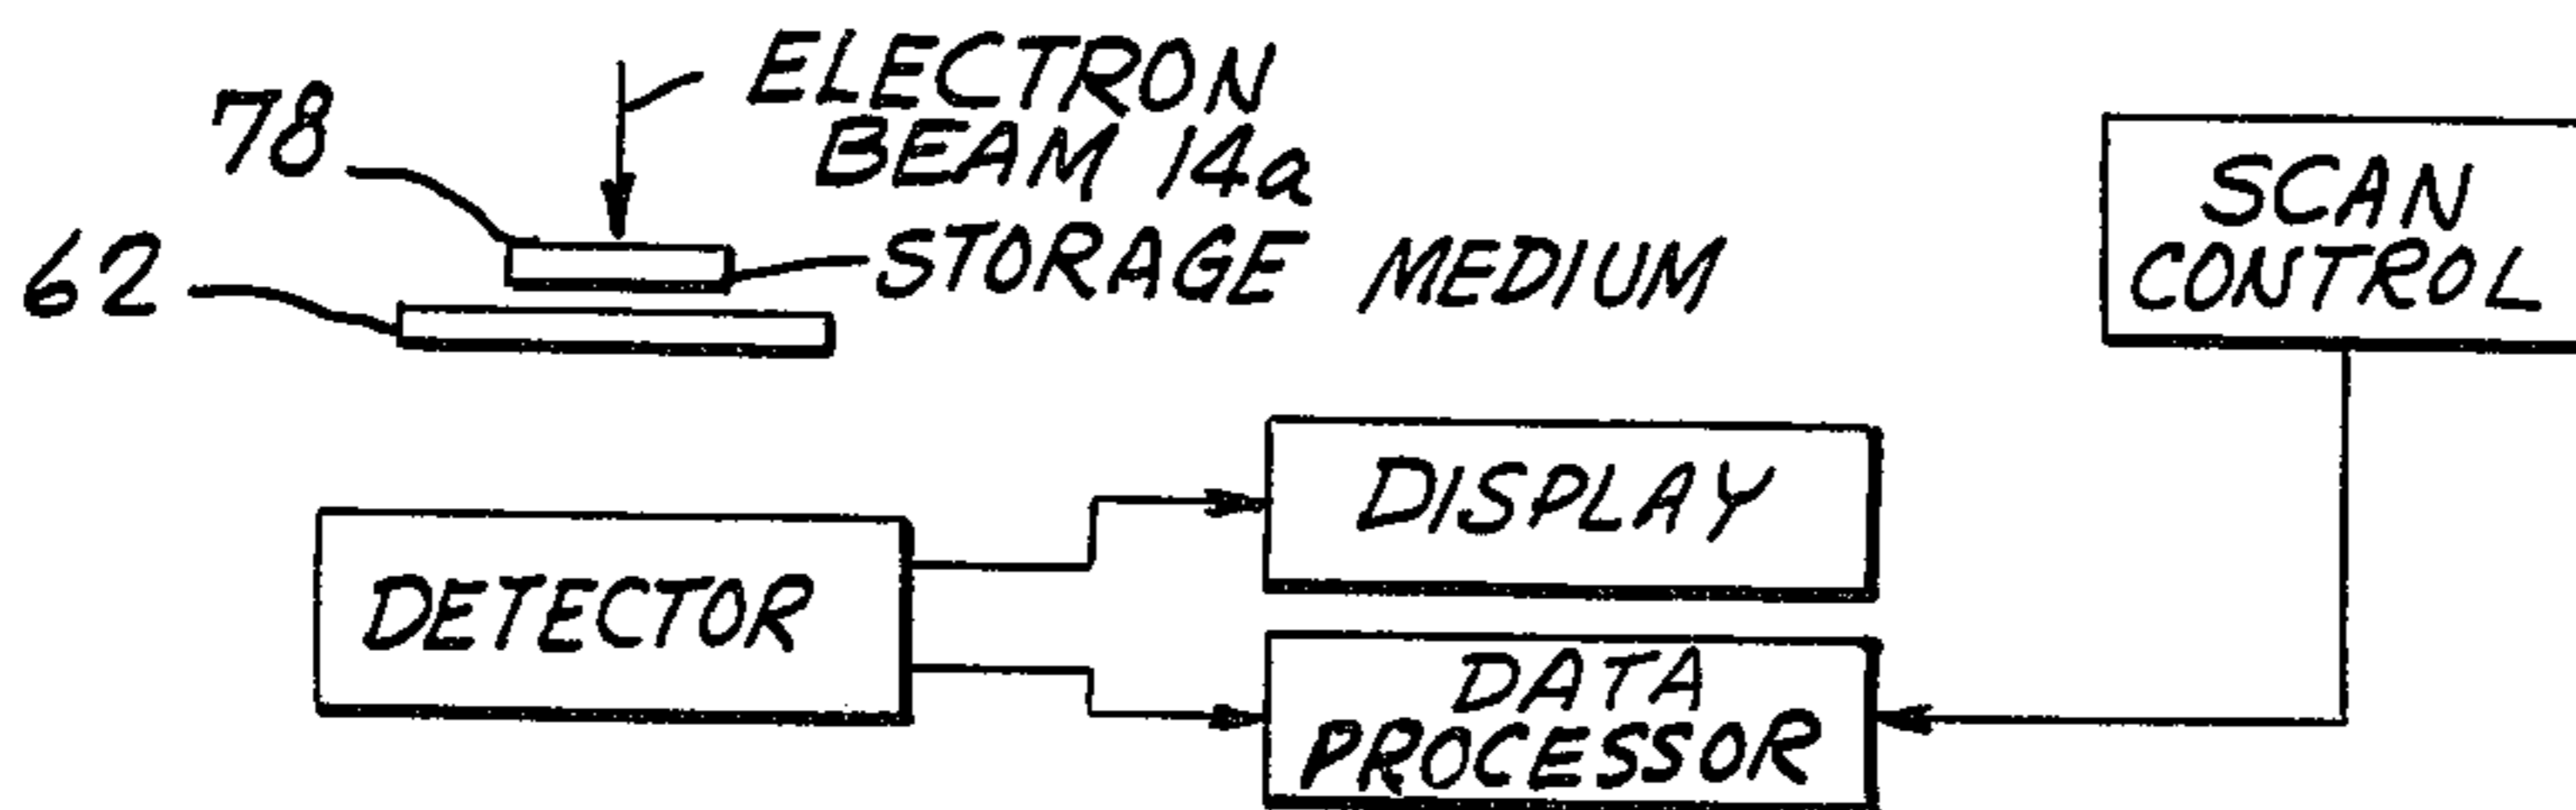 78
ELECTRON
BEAM 14a
62
STORAGE MEDIUM
SCAN
CONTROL
DISPLAY
DETECTOR
DATA
PROCESSOR